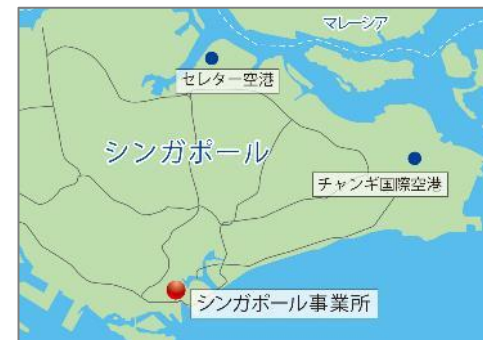 マレーシア
セレター空港
シンガポール
チャンギ国際空港
シンガポール事業所